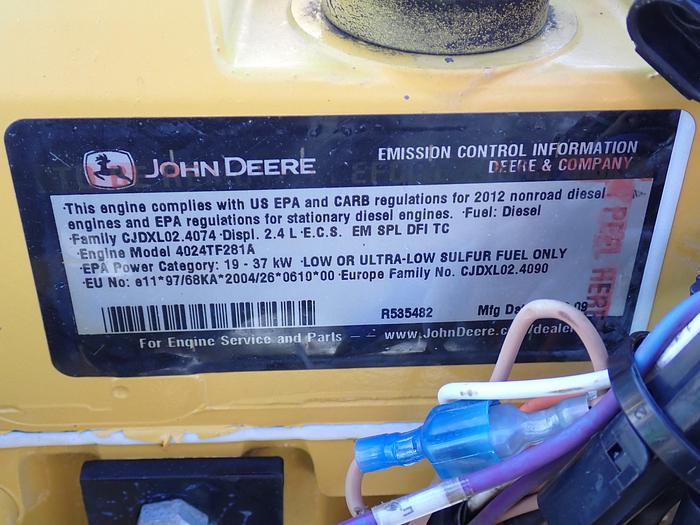 JOHN DEERE
EMISSION CONTROL INFORMATION
DEERE & COMPANY
·This engine complies with US EPA and CARB regulations for 2012 nonroad diesel
engines and EPA regulations for stationary diesel engines. ·Fuel: Diesel
·Family CJDXL02.4074 ·Displ. 2.4 L ·E.C.S. EM SPL DFI TC
·Engine Model 4024TF281A
·EPA Power Category: 19 - 37 kW ·LOW OR ULTRA-LOW SULFUR FUEL ONLY
·EU No: e11*97/68KA*2004/26*0610*00 ·Europe Family No. CJDXL02.4090
R535482 Mfg 09
For Engine Service and Parts -- www.JohnDeere.com/dealer
PEEL HERE